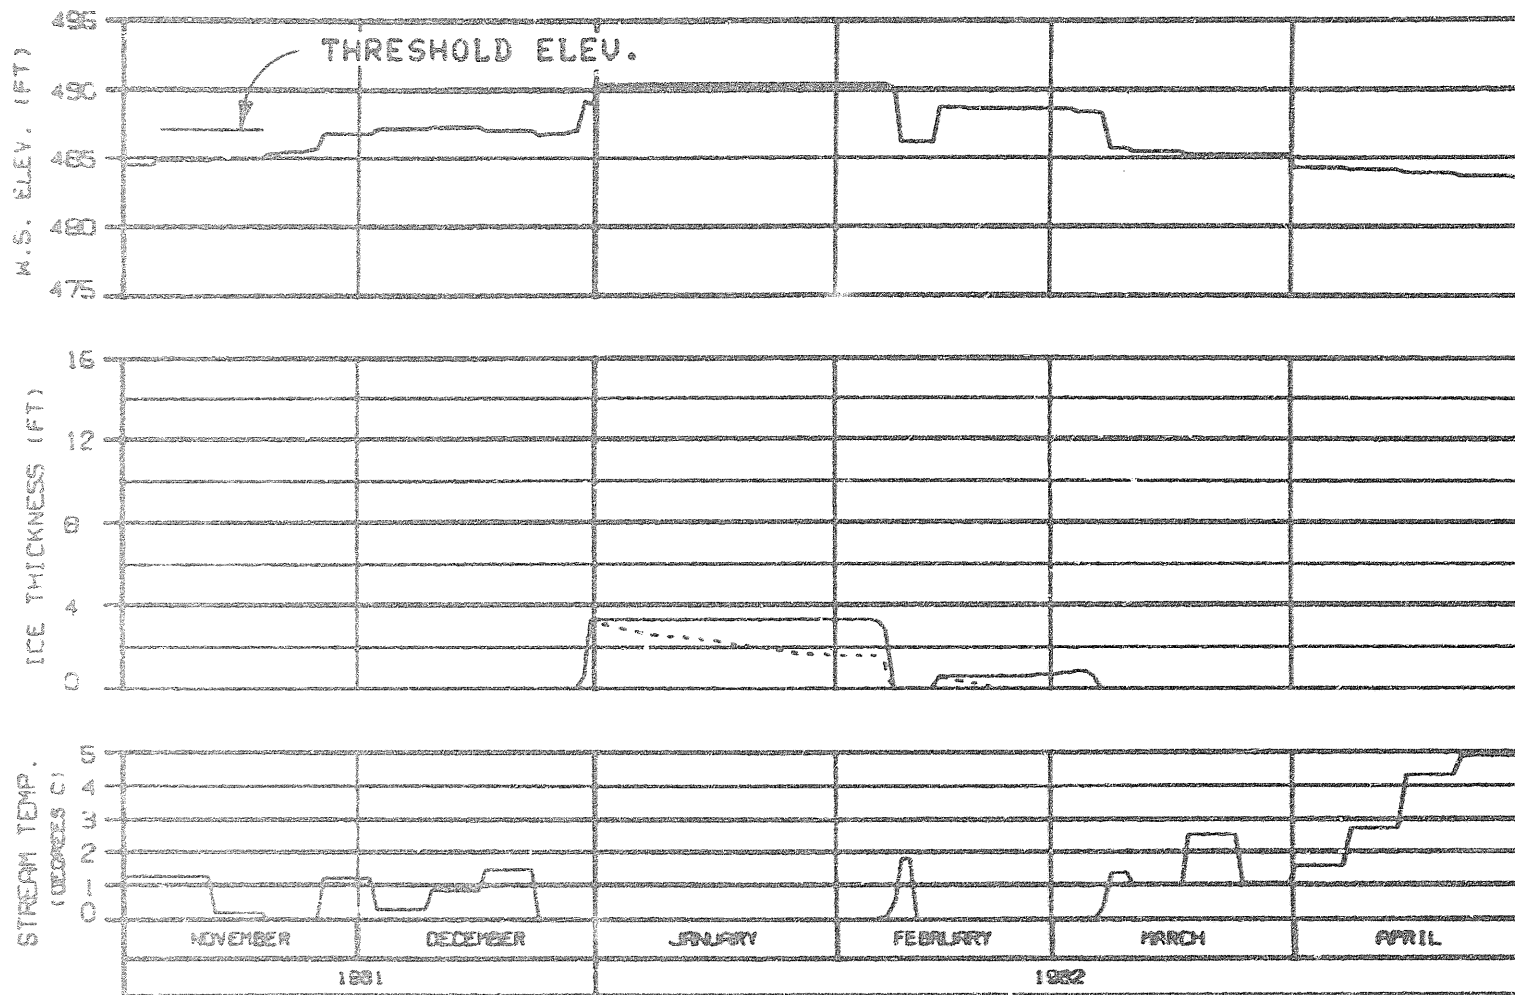 495
THRESHOLD ELEV.
490
485
480
475
W.S. ELEV. (FT)
16
12
8
4
0
ICE THICKNESS (FT)
5
4
3
2
1
0
STREAM TEMP.
(DEGREES C)
NOVEMBER DECEMBER JANUARY FEBRUARY MARCH APRIL
1981 1982